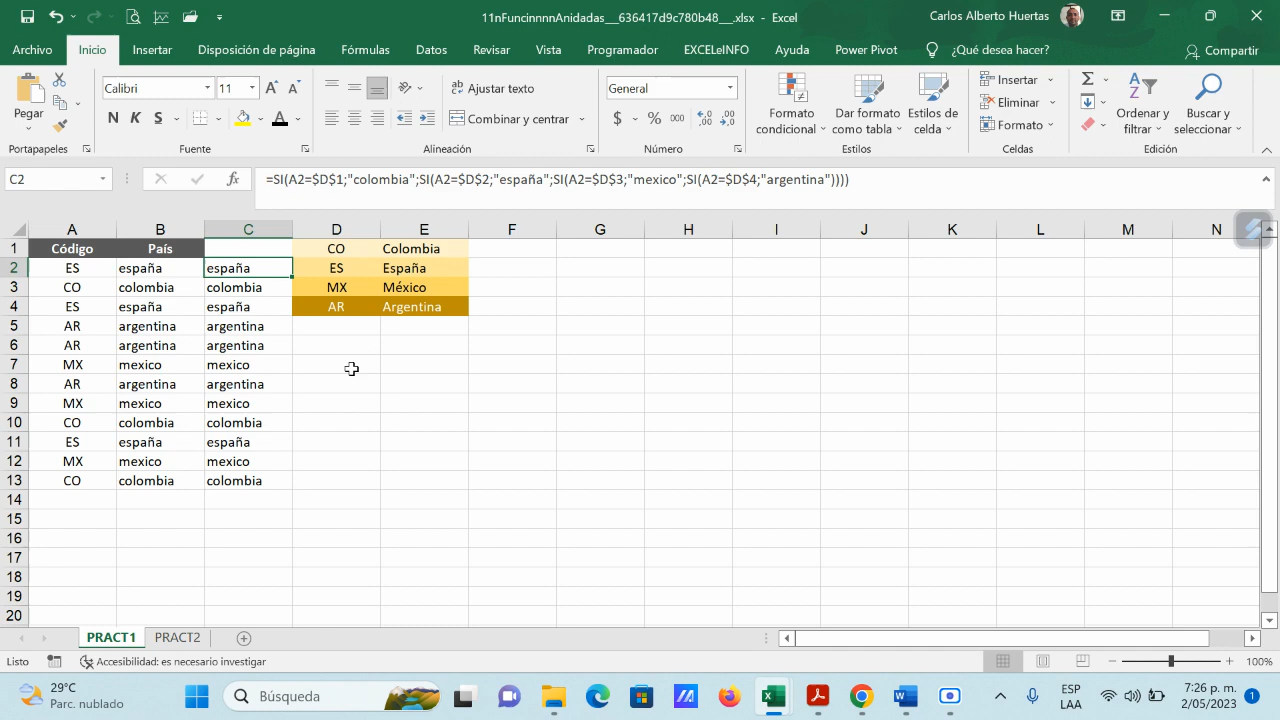 11nFuncinnnnAnidadas__636417d9c780b48__.xlsx - Excel
Carlos Alberto Huertas
Archivo Inicio Insertar Disposición de página Fórmulas Datos Revisar Vista Programador EXCELeINFO Ayuda Power Pivot ¿Qué desea hacer? Compartir
Pegar
Calibri 11
N K S
Ajustar texto
Combinar y centrar
General
$ % 000
Formato condicional
Dar formato como tabla
Estilos de celda
Insertar
Eliminar
Formato
Ordenar y filtrar
Buscar y seleccionar
Portapapeles Fuente Alineación Número Estilos Celdas Edición
C2 fx =SI(A2=$D$1;"colombia";SI(A2=$D$2;"españa";SI(A2=$D$3;"mexico";SI(A2=$D$4;"argentina"))))
A B C D E F G H I J K L M N
1 Código País CO Colombia
2 ES españa españa ES España
3 CO colombia colombia MX México
4 ES españa españa AR Argentina
5 AR argentina argentina
6 AR argentina argentina
7 MX mexico mexico
8 AR argentina argentina
9 MX mexico mexico
10 CO colombia colombia
11 ES españa españa
12 MX mexico mexico
13 CO colombia colombia
14
15
16
17
18
19
20
PRACT1 PRACT2
Listo Accesibilidad: es necesario investigar 100%
29°C
Parc. nublado
Búsqueda
ESP
LAA
7:26 p. m.
2/05/2023
1